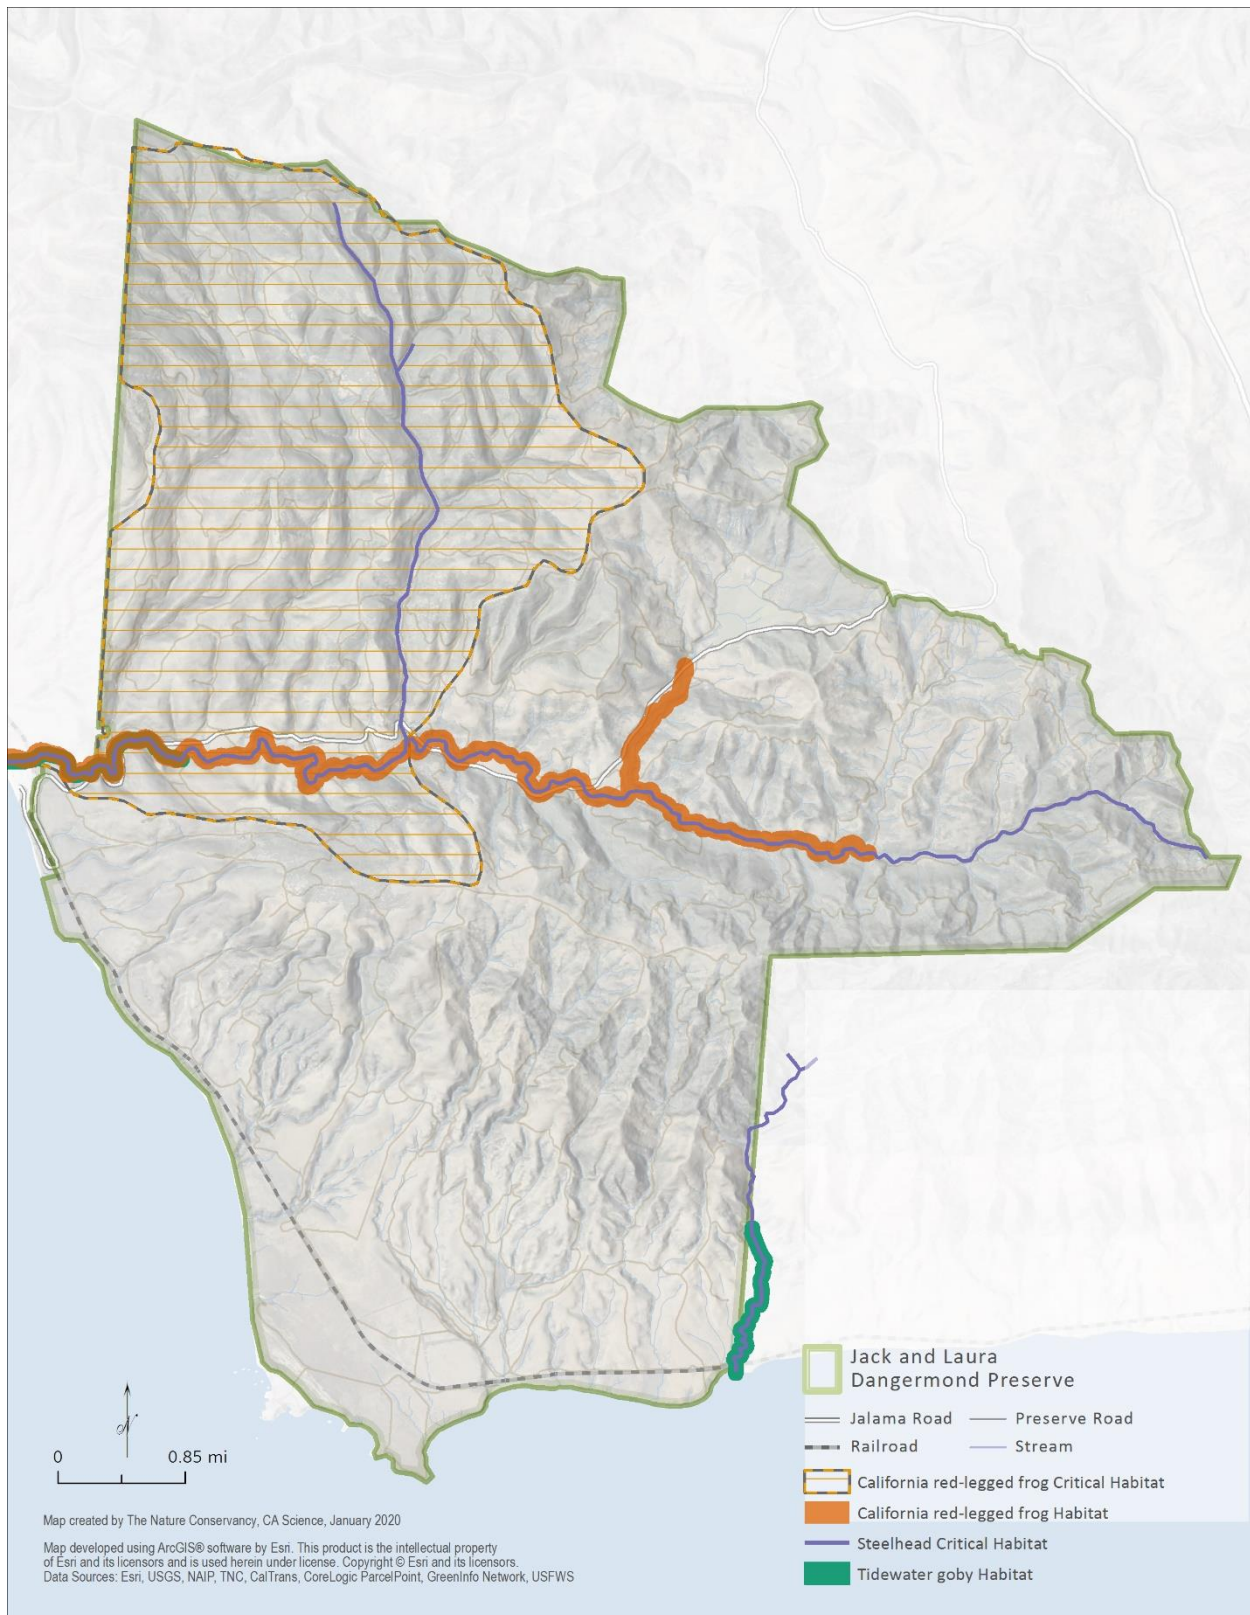 Jack and Laura
Dangermond Preserve
Jalama Road
Preserve Road
Railroad
Stream
California red-legged frog Critical Habitat
California red-legged frog Habitat
Steelhead Critical Habitat
Tidewater goby Habitat
N
0 0.85 mi
Map created by The Nature Conservancy, CA Science, January 2020
Map developed using ArcGIS® software by Esri. This product is the intellectual property
of Esri and its licensors and is used herein under license. Copyright © Esri and its licensors.
Data Sources: Esri, USGS, NAIP, TNC, CalTrans, CoreLogic ParcelPoint, GreenInfo Network, USFWS